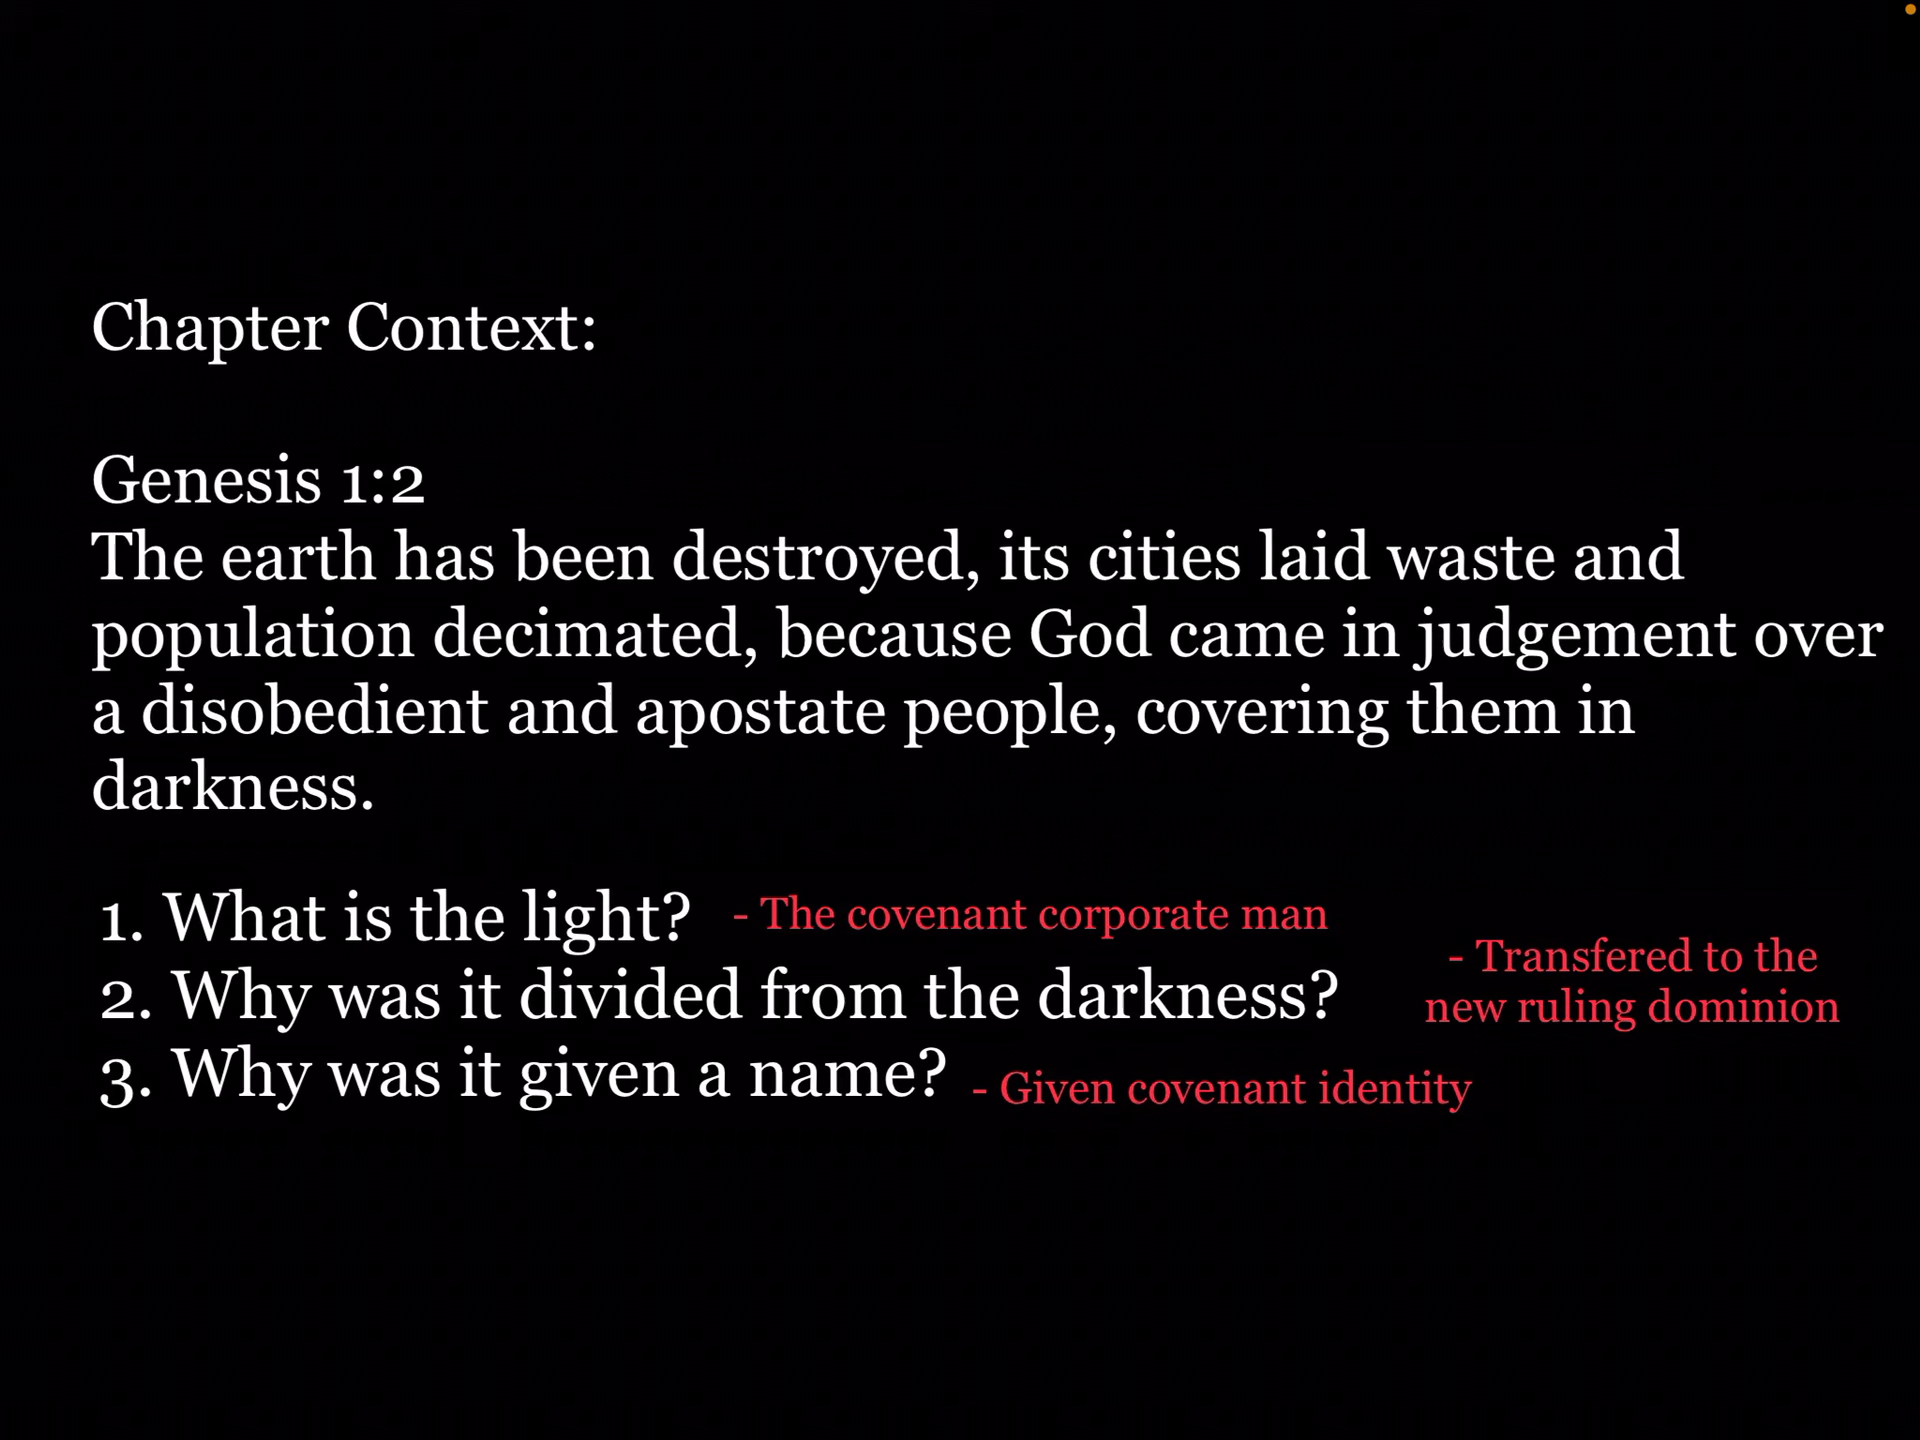 Chapter Context:
Genesis 1:2
The earth has been destroyed, its cities laid waste and
population decimated, because God came in judgement over
a disobedient and apostate people, covering them in
darkness.
1. What is the light? - The covenant corporate man
2. Why was it divided from the darkness?
- Transfered to the
new ruling dominion
3. Why was it given a name? - Given covenant identity